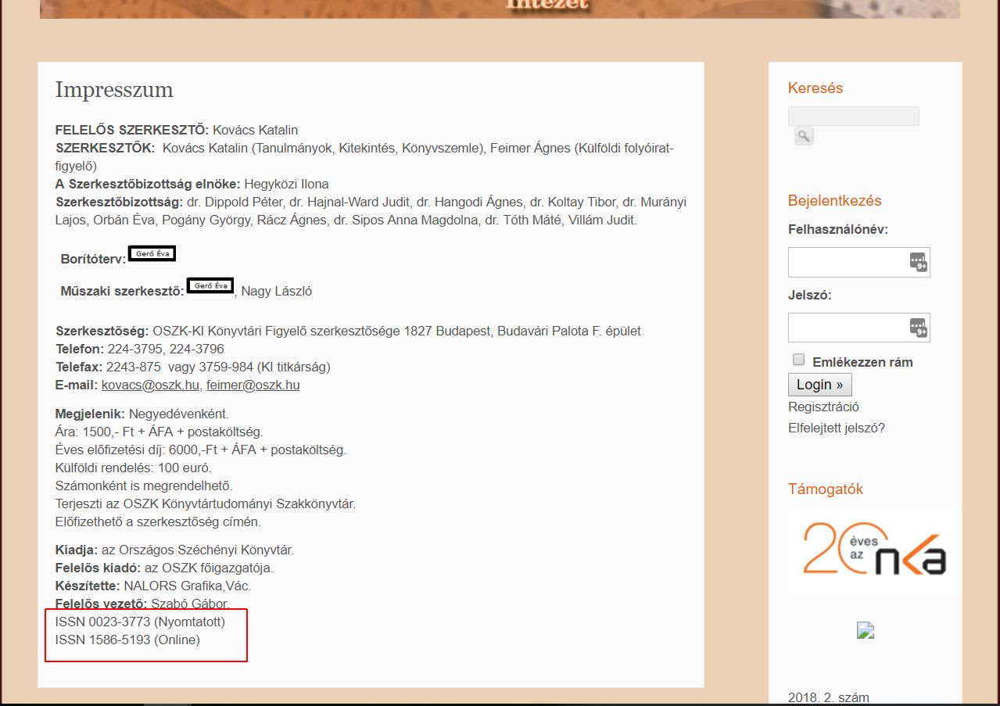 Intézet
Impresszum
FELELŐS SZERKESZTŐ: Kovács Katalin
SZERKESZTŐK:  Kovács Katalin (Tanulmányok, Kitekintés, Könyvszemle), Feimer Ágnes (Külföldi folyóirat-
figyelő)
A Szerkesztőbizottság elnöke: Hegyközi Ilona
Szerkesztőbizottság: dr. Dippold Péter, dr. Hajnal-Ward Judit, dr. Hangodi Ágnes, dr. Koltay Tibor, dr. Murányi
Lajos, Orbán Éva, Pogány György, Rácz Ágnes, dr. Sipos Anna Magdolna, dr. Tóth Máté, Villám Judit.
Borítóterv: Gerő Éva
Műszaki szerkesztő: Gerő Éva, Nagy László
Szerkesztőség: OSZK-KI Könyvtári Figyelő szerkesztősége 1827 Budapest, Budavári Palota F. épület
Telefon: 224-3795, 224-3796
Telefax: 2243-875  vagy 3759-984 (KI titkárság)
E-mail: kovacs@oszk.hu, feimer@oszk.hu
Megjelenik: Negyedévenként.
Ára: 1500,- Ft + ÁFA + postaköltség.
Éves előfizetési díj: 6000,-Ft + ÁFA + postaköltség.
Külföldi rendelés: 100 euró.
Számonként is megrendelhető.
Terjeszti az OSZK Könyvtártudományi Szakkönyvtár.
Előfizethető a szerkesztőség címén.
Kiadja: az Országos Széchényi Könyvtár.
Felelős kiadó: az OSZK főigazgatója.
Készítette: NALORS Grafika,Vác.
Felelős vezető: Szabó Gábor.
ISSN 0023-3773 (Nyomtatott)
ISSN 1586-5193 (Online)
Keresés
Bejelentkezés
Felhasználónév:
9+
Jelszó:
9+
Emlékezzen rám
Login »
Regisztráció
Elfelejtett jelszó?
Támogatók
20 éves az nka
2018. 2. szám